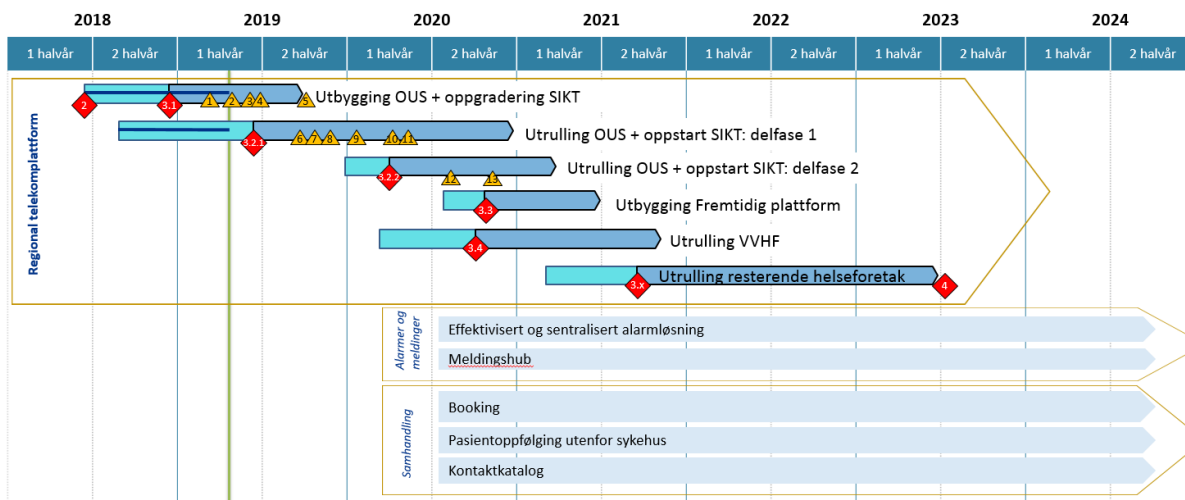 2018 2019 2020 2021 2022 2023 2024
1 halvår 2 halvår 1 halvår 2 halvår 1 halvår 2 halvår 1 halvår 2 halvår 1 halvår 2 halvår 1 halvår 2 halvår 1 halvår 2 halvår
Regional telekomplattform
2 3.1 1 2 3 4 5 Utbygging OUS + oppgradering SIKT
3.2.1 6 7 8 9 10 11 Utrulling OUS + oppstart SIKT: delfase 1
3.2.2 12 13 Utrulling OUS + oppstart SIKT: delfase 2
3.3 Utbygging Fremtidig plattform
3.4 Utrulling VVHF
3.x Utrulling resterende helseforetak 4
Alarmer og
meldinger
Effektivisert og sentralisert alarmløsning
Meldingshub
Samhandling
Booking
Pasientoppfølging utenfor sykehus
Kontaktkatalog